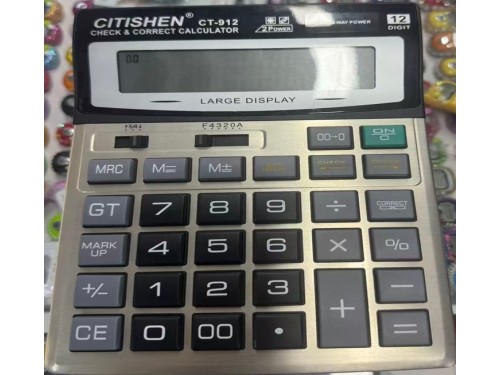 CITISHEN® CT-912 12
CHECK & CORRECT CALCULATOR 2 POWER WAY POWER DIGIT
00
LARGE DISPLAY
F4320A
00→0 ON/C
MRC M= M±
GT 7 8 9 ÷ CORRECT
MARK UP 4 5 6 × %
+/- 1 2 3 + −
CE 0 00 . =